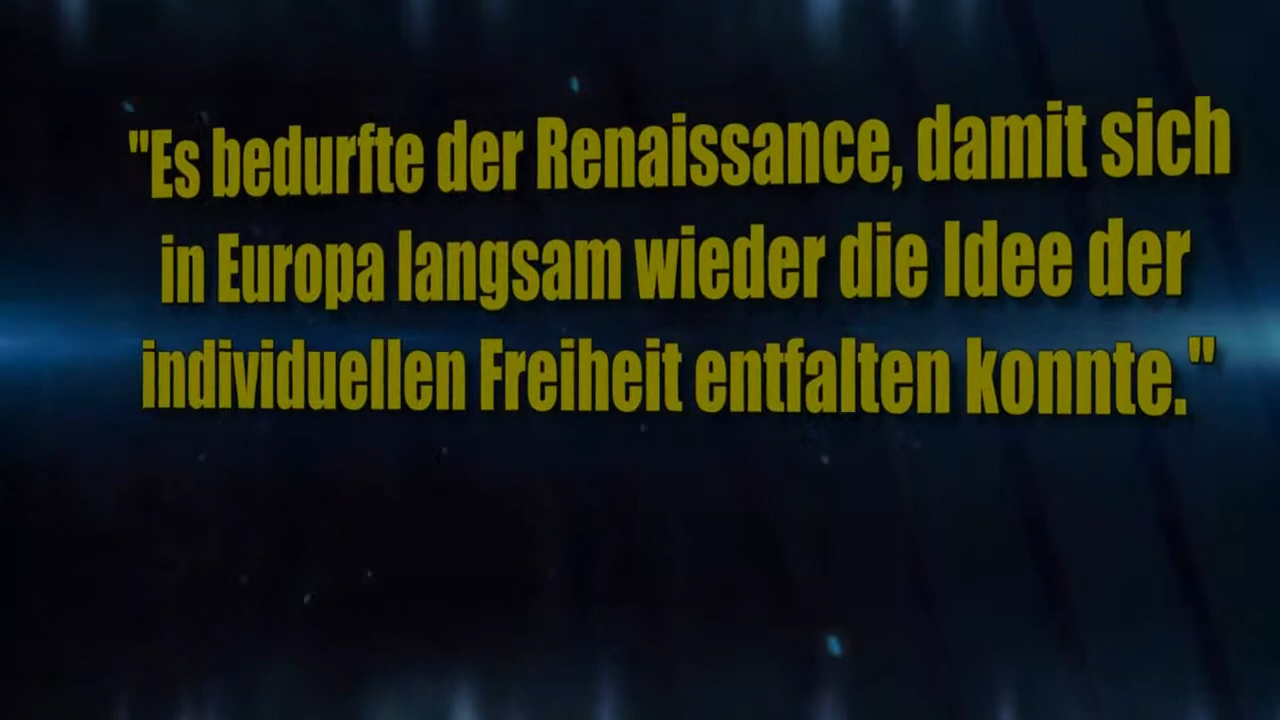 "Es bedurfte der Renaissance, damit sich
in Europa langsam wieder die Idee der
individuellen Freiheit entfalten konnte."